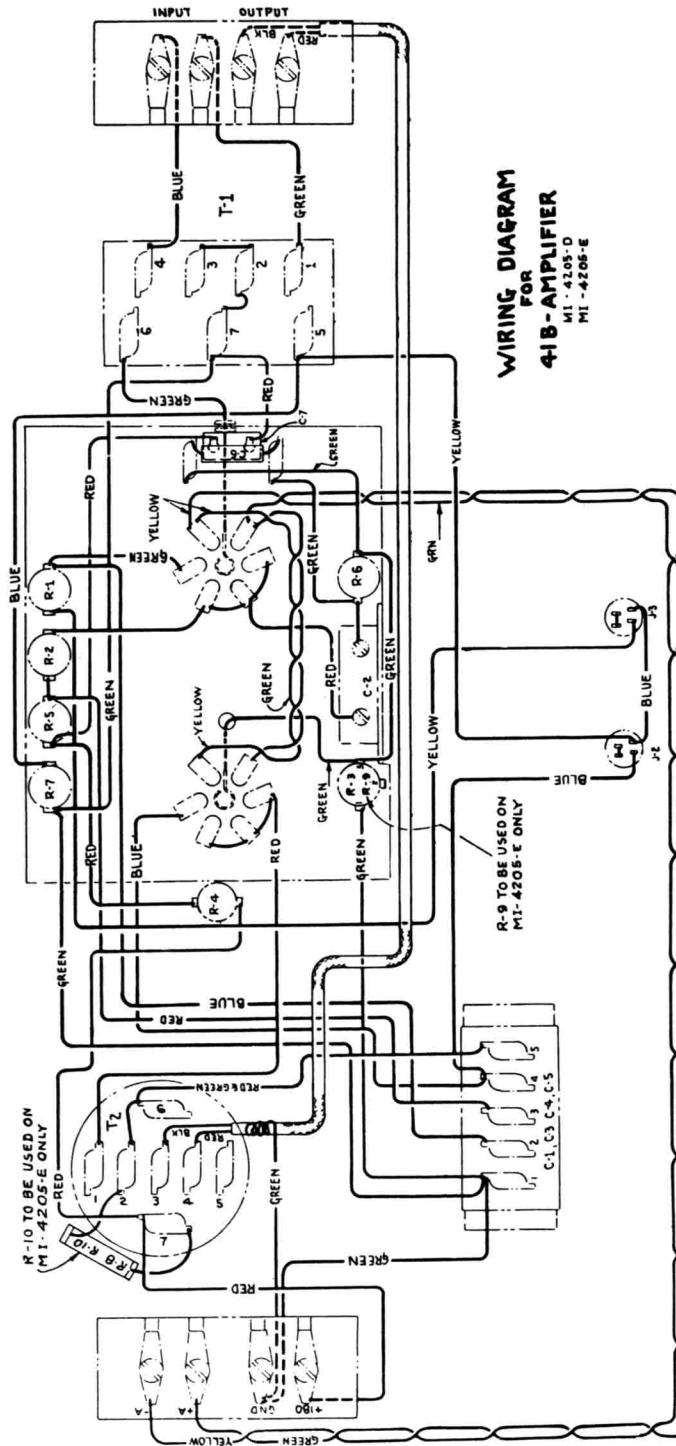 INPUT
OUTPUT
BLK
RED
BLUE
T-1
GREEN
4
3
2
1
6
7
5
WIRING DIAGRAM
FOR
41B-AMPLIFIER
MI-4205-D
MI-4205-E
GREEN
RED
C-6
C-7
GREEN
YELLOW
RED
BLUE
R-1
GREEN
R-2
R-5
R-7
GREEN
RED
YELLOW
GREEN
GREEN
R-6
C-2
RED
GREEN
GREEN
R-3
R-9
YELLOW
GRN
YELLOW
J-3
BLUE
J-2
BLUE
R-9 TO BE USED ON
MI-4205-E ONLY
R-4
BLUE
RED
GREEN
GREEN
BLUE
RED
RED & GREEN
T2
6
BLK
RED
1
2
3
4
5
7
R-8
R-10
R-10 TO BE USED ON
MI-4205-E ONLY
RED
GREEN
5
4
3
2
1
C-1, C-3, C-4, C-5
GREEN
RED
-A
+A
GND
+180
YELLOW
GREEN